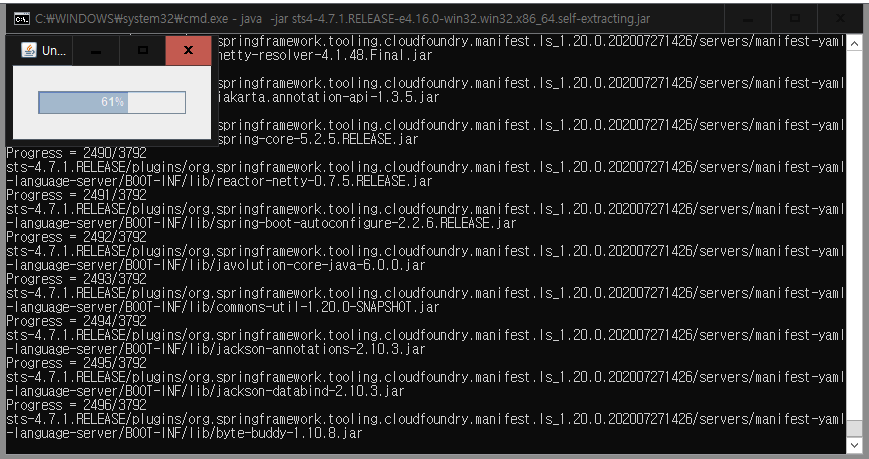 C:₩WINDOWS₩system32₩cmd.exe - java  -jar sts4-4.7.1.RELEASE-e4.16.0-win32.win32.x86_64.self-extracting.jar
Un...
61%
.springframework.tooling.cloudfoundry.manifest.ls_1.20.0.202007271426/servers/manifest-yaml
netty-resolver-4.1.48.Final.jar
.springframework.tooling.cloudfoundry.manifest.ls_1.20.0.202007271426/servers/manifest-yaml
jakarta.annotation-api-1.3.5.jar
.springframework.tooling.cloudfoundry.manifest.ls_1.20.0.202007271426/servers/manifest-yaml
spring-core-5.2.5.RELEASE.jar
Progress = 2490/3792
sts-4.7.1.RELEASE/plugins/org.springframework.tooling.cloudfoundry.manifest.ls_1.20.0.202007271426/servers/manifest-yaml
-language-server/BOOT-INF/lib/reactor-netty-0.7.5.RELEASE.jar
Progress = 2491/3792
sts-4.7.1.RELEASE/plugins/org.springframework.tooling.cloudfoundry.manifest.ls_1.20.0.202007271426/servers/manifest-yaml
-language-server/BOOT-INF/lib/spring-boot-autoconfigure-2.2.6.RELEASE.jar
Progress = 2492/3792
sts-4.7.1.RELEASE/plugins/org.springframework.tooling.cloudfoundry.manifest.ls_1.20.0.202007271426/servers/manifest-yaml
-language-server/BOOT-INF/lib/javolution-core-java-6.0.0.jar
Progress = 2493/3792
sts-4.7.1.RELEASE/plugins/org.springframework.tooling.cloudfoundry.manifest.ls_1.20.0.202007271426/servers/manifest-yaml
-language-server/BOOT-INF/lib/commons-util-1.20.0-SNAPSHOT.jar
Progress = 2494/3792
sts-4.7.1.RELEASE/plugins/org.springframework.tooling.cloudfoundry.manifest.ls_1.20.0.202007271426/servers/manifest-yaml
-language-server/BOOT-INF/lib/jackson-annotations-2.10.3.jar
Progress = 2495/3792
sts-4.7.1.RELEASE/plugins/org.springframework.tooling.cloudfoundry.manifest.ls_1.20.0.202007271426/servers/manifest-yaml
-language-server/BOOT-INF/lib/jackson-databind-2.10.3.jar
Progress = 2496/3792
sts-4.7.1.RELEASE/plugins/org.springframework.tooling.cloudfoundry.manifest.ls_1.20.0.202007271426/servers/manifest-yaml
-language-server/BOOT-INF/lib/byte-buddy-1.10.8.jar